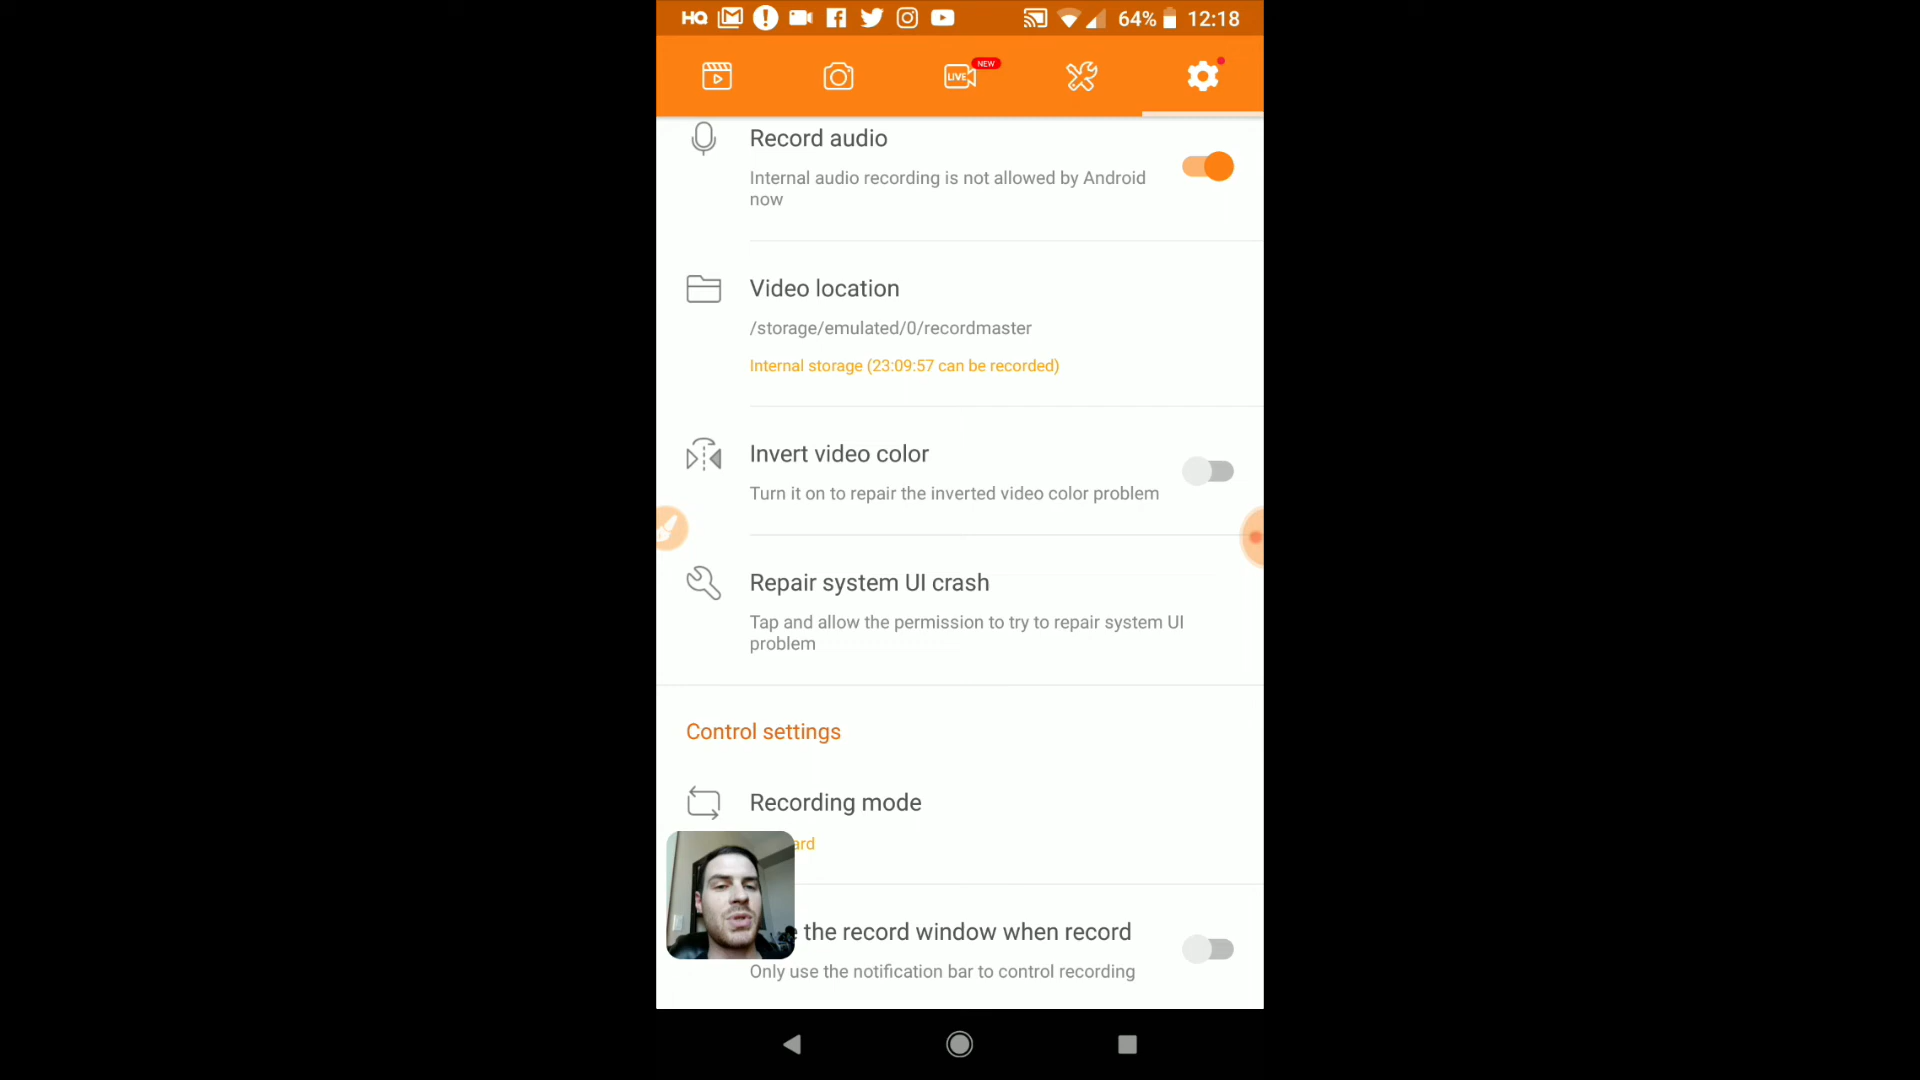 HQ 64% 12:18
LIVE NEW
Record audio
Internal audio recording is not allowed by Android
now
Video location
/storage/emulated/0/recordmaster
Internal storage (23:09:57 can be recorded)
Invert video color
Turn it on to repair the inverted video color problem
Repair system UI crash
Tap and allow the permission to try to repair system UI
problem
Control settings
Recording mode
the record window when record
Only use the notification bar to control recording